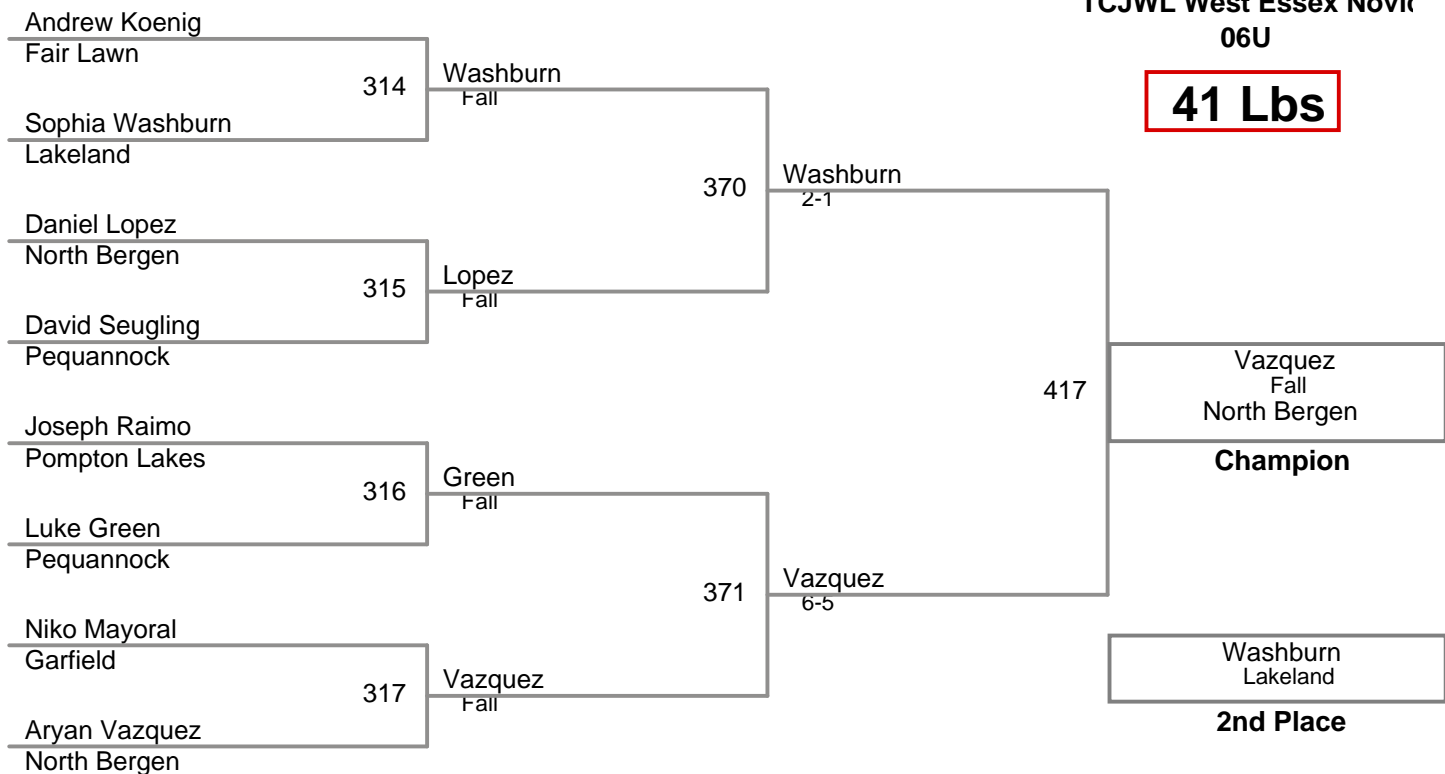 TCJWL West Essex
06U
41 Lbs
Andrew Koenig
Fair Lawn
314
Sophia Washburn
Lakeland
Washburn
Fall
Daniel Lopez
North Bergen
315
David Seugling
Pequannock
Lopez
Fall
370
Washburn
2-1
Joseph Raimo
Pompton Lakes
316
Luke Green
Pequannock
Green
Fall
Niko Mayoral
Garfield
317
Aryan Vazquez
North Bergen
Vazquez
Fall
371
Vazquez
6-5
417
Vazquez
Fall
North Bergen
Champion
Washburn
Lakeland
2nd Place